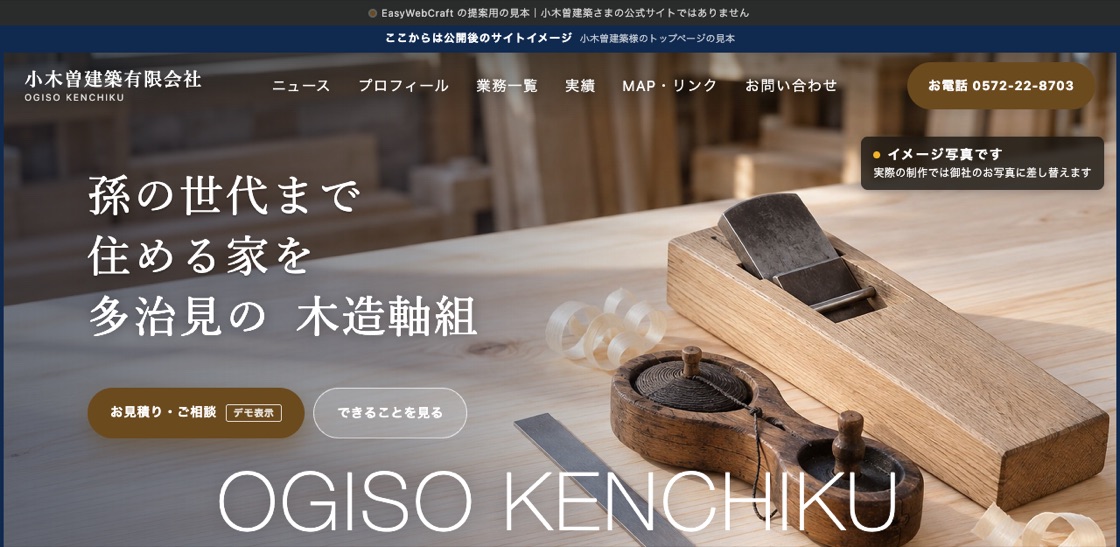 EasyWebCraft の提案用の見本｜小木曽建築さまの公式サイトではありません
ここからは公開後のサイトイメージ 小木曽建築様のトップページの見本
小木曽建築有限会社
OGISO KENCHIKU
ニュース プロフィール 業務一覧 実績 MAP・リンク お問い合わせ
お電話 0572-22-8703
イメージ写真です
実際の制作では御社のお写真に差し替えます
孫の世代まで
住める家を
多治見の 木造軸組
お見積り・ご相談 デモ表示
できることを見る
OGISO KENCHIKU